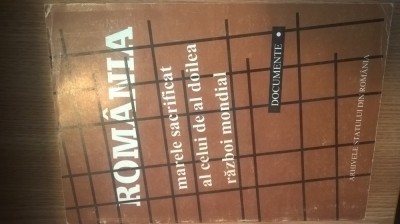 ROMÂNIA
marele sacrificat
al celui de al doilea
război mondial
DOCUMENTE •
ARHIVELE STATULUI DIN ROMÂNIA